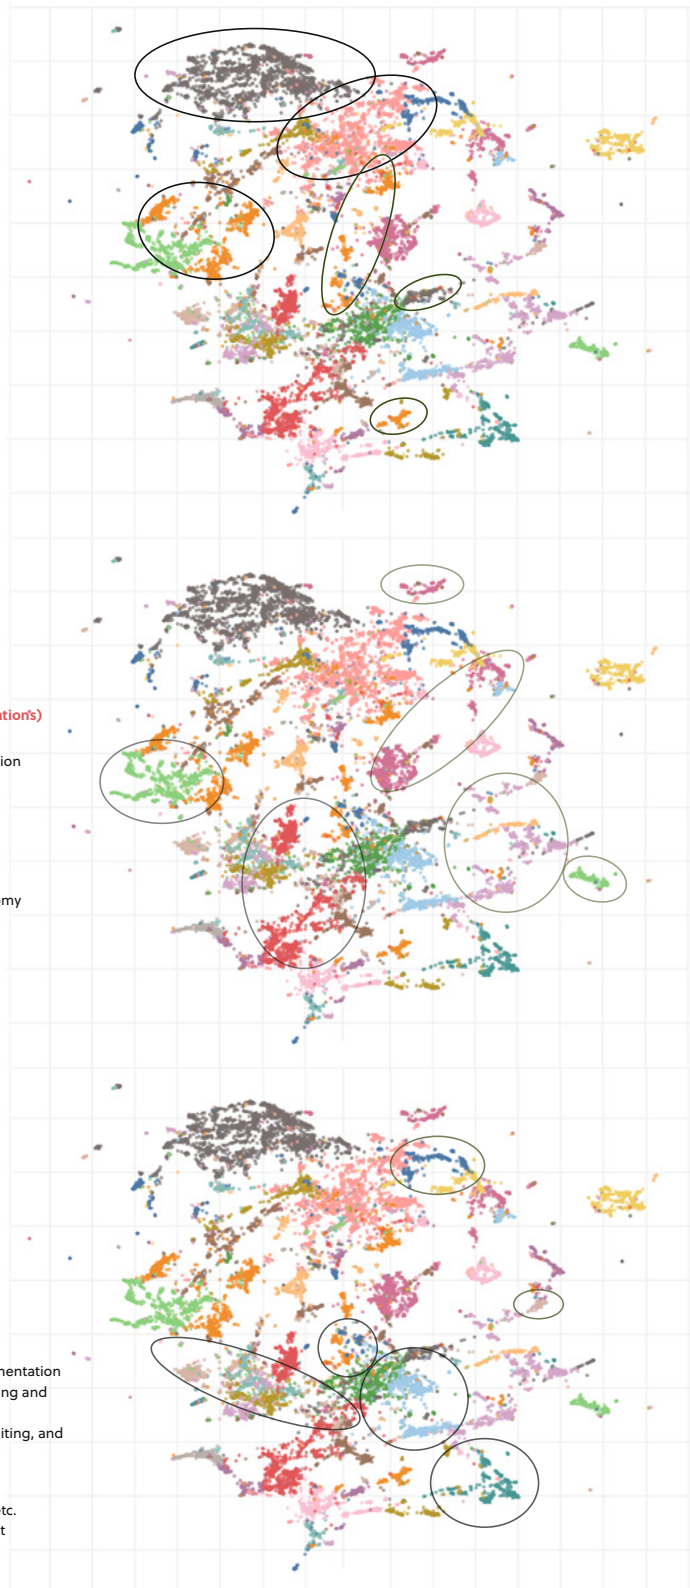 ation's)
ion
omy
mentation
ing and
iting, and
etc.
t